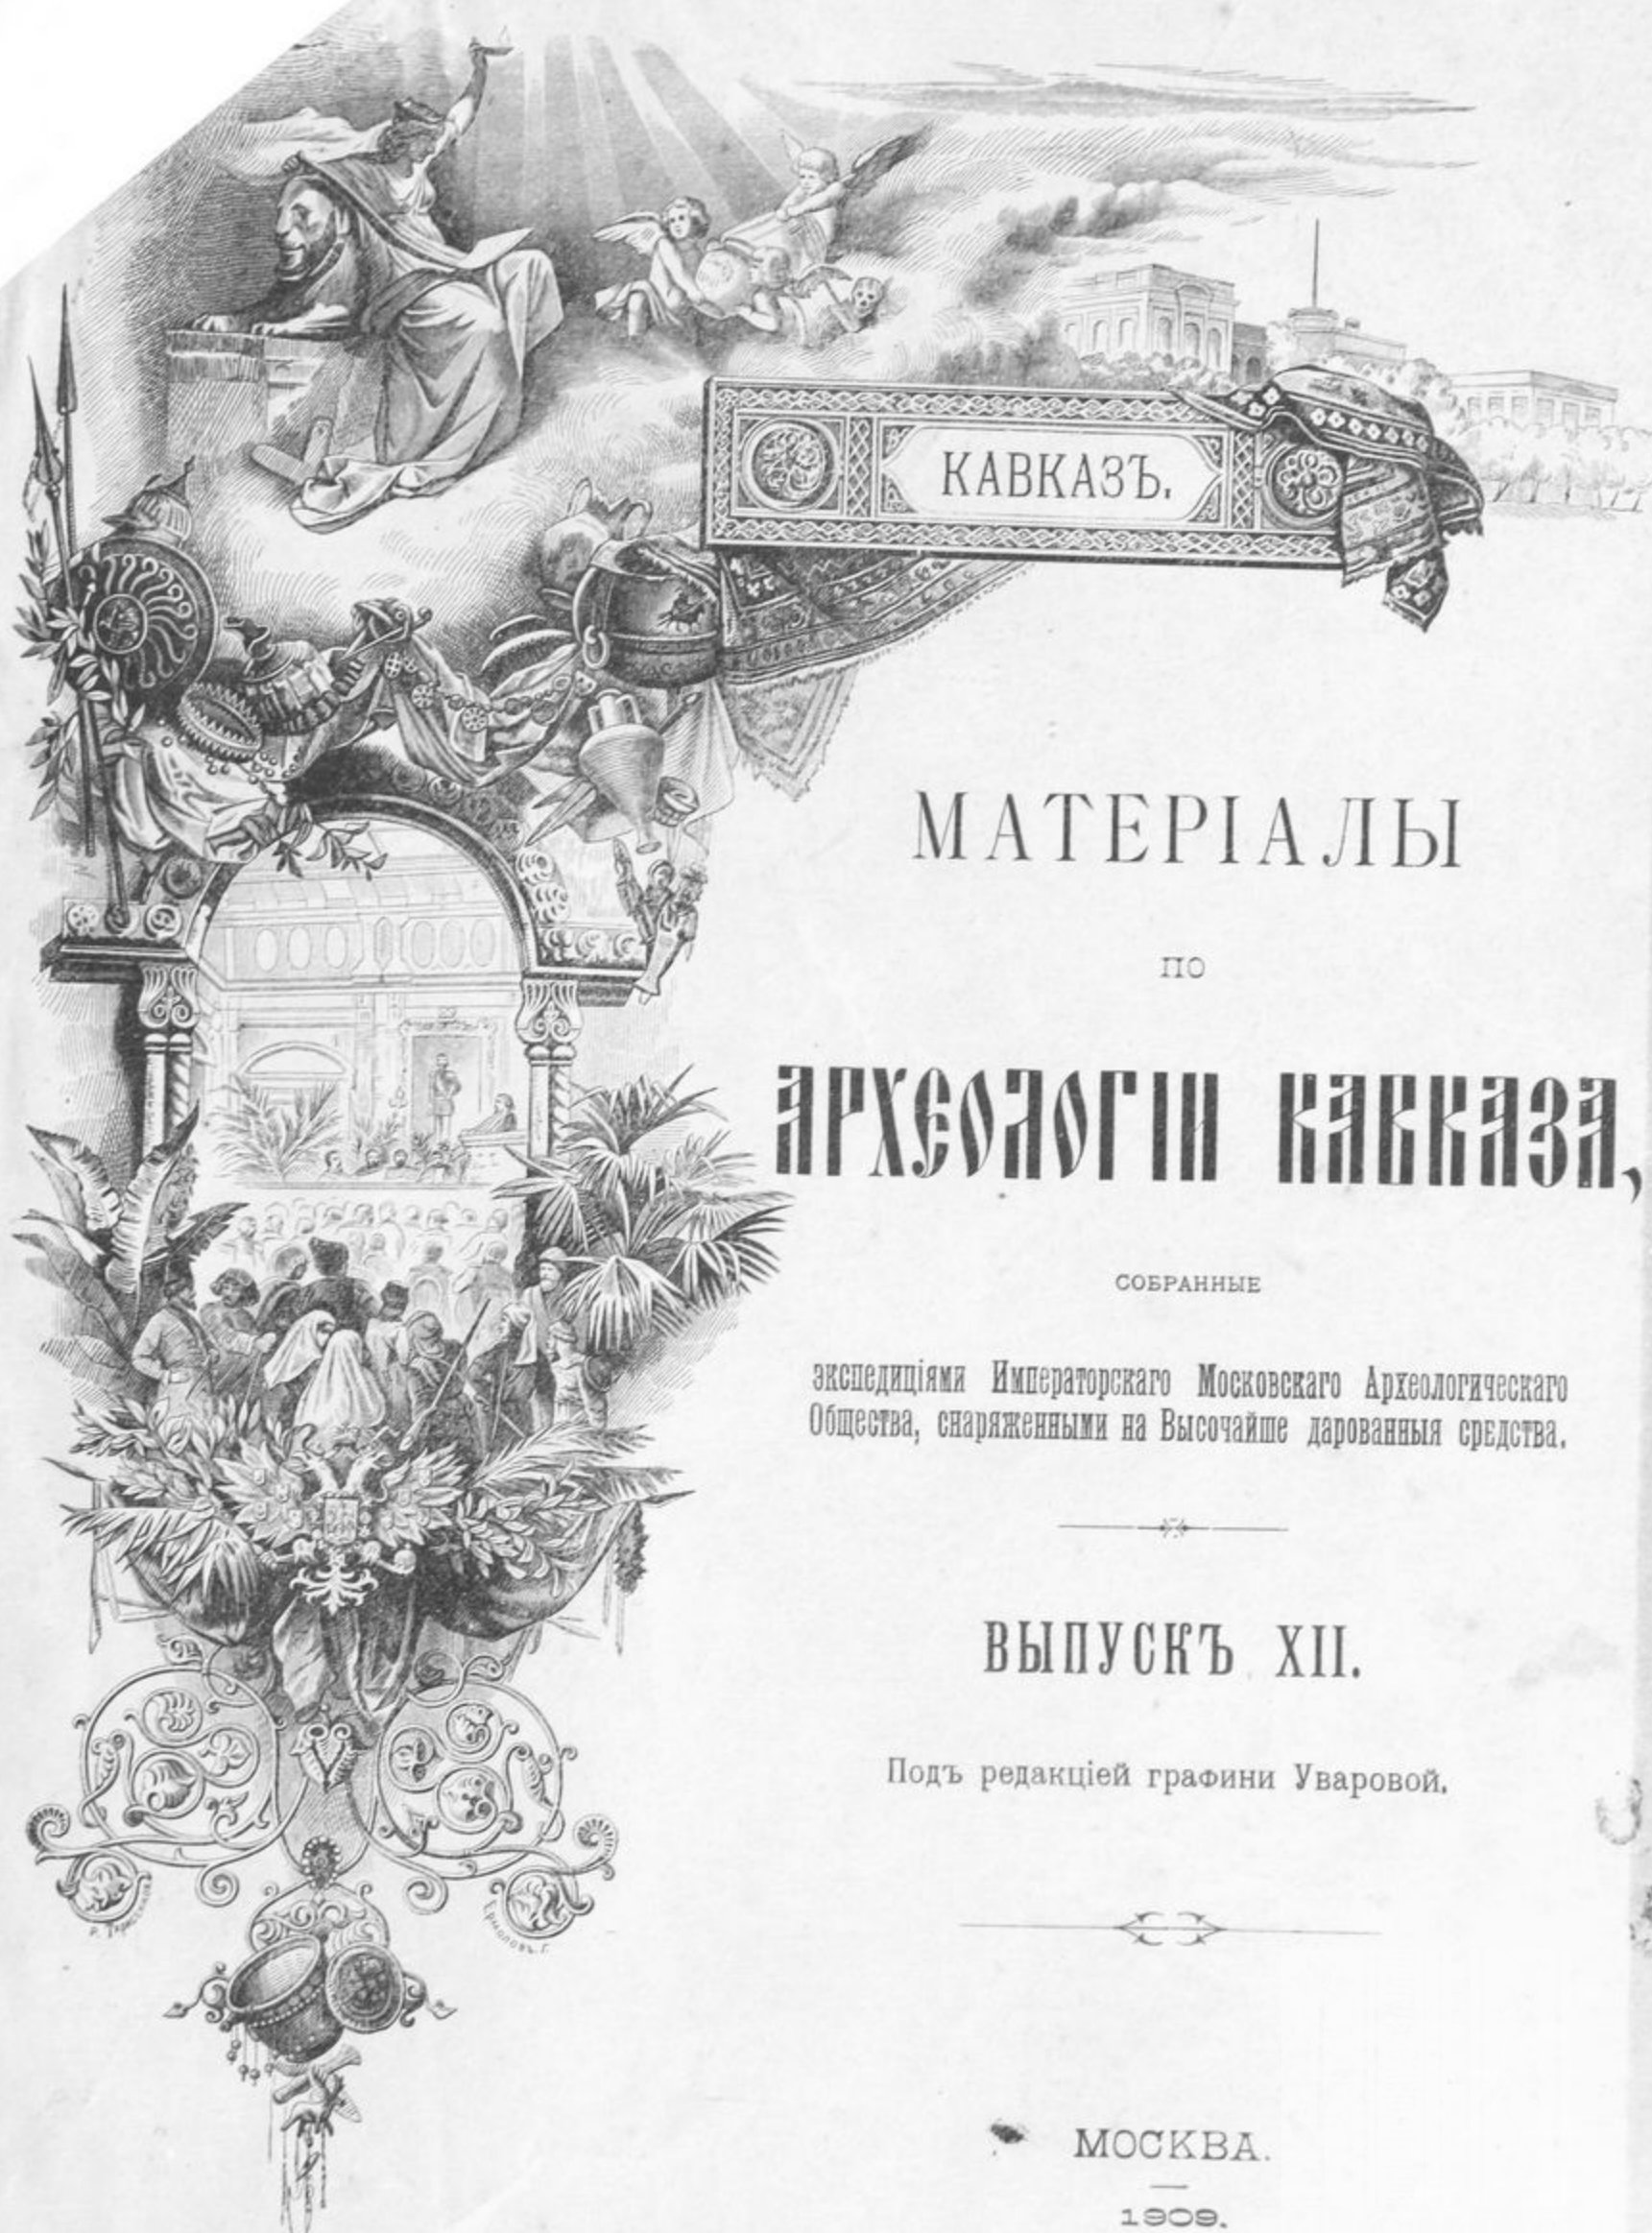 КАВКАЗЪ.
МАТЕРІАЛЫ
ПО
АРХЕОЛОГІИ КАВКАЗА,
СОБРАННЫЕ
экспедиціями Императорскаго Московскаго Археологическаго
Общества, снаряженными на Высочайше дарованныя средства.
ВЫПУСКЪ XII.
Подъ редакціей графини Уваровой.
Ермоловъ. Г.
МОСКВА.
1909.